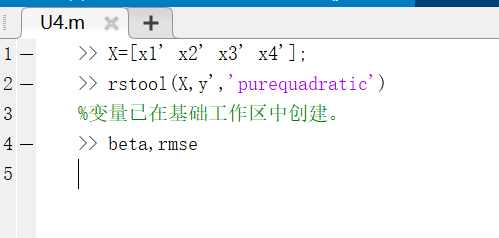 U4.m
1 >> X=[x1' x2' x3' x4'];
2 >> rstool(X,y','purequadratic')
3 %变量已在基础工作区中创建。
4 >> beta,rmse
5